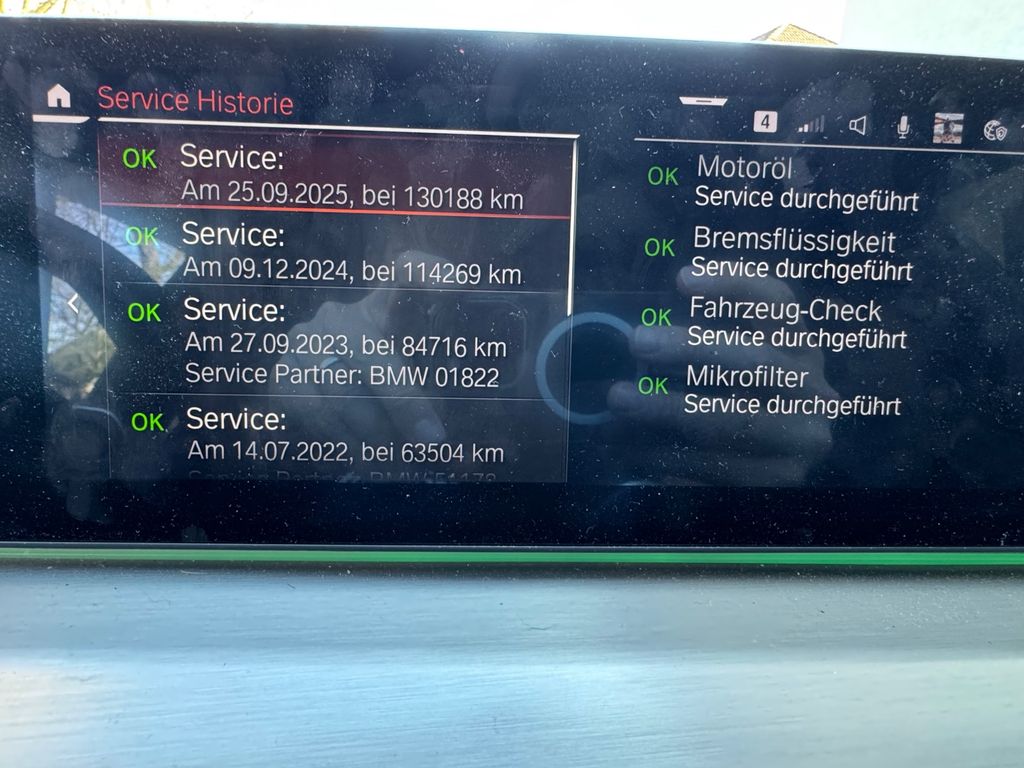 Service Historie
4
OK Service:
Am 25.09.2025, bei 130188 km
OK Service:
Am 09.12.2024, bei 114269 km
OK Service:
Am 27.09.2023, bei 84716 km
Service Partner: BMW 01822
OK Service:
Am 14.07.2022, bei 63504 km
OK Motoröl
Service durchgeführt
OK Bremsflüssigkeit
Service durchgeführt
OK Fahrzeug-Check
Service durchgeführt
OK Mikrofilter
Service durchgeführt